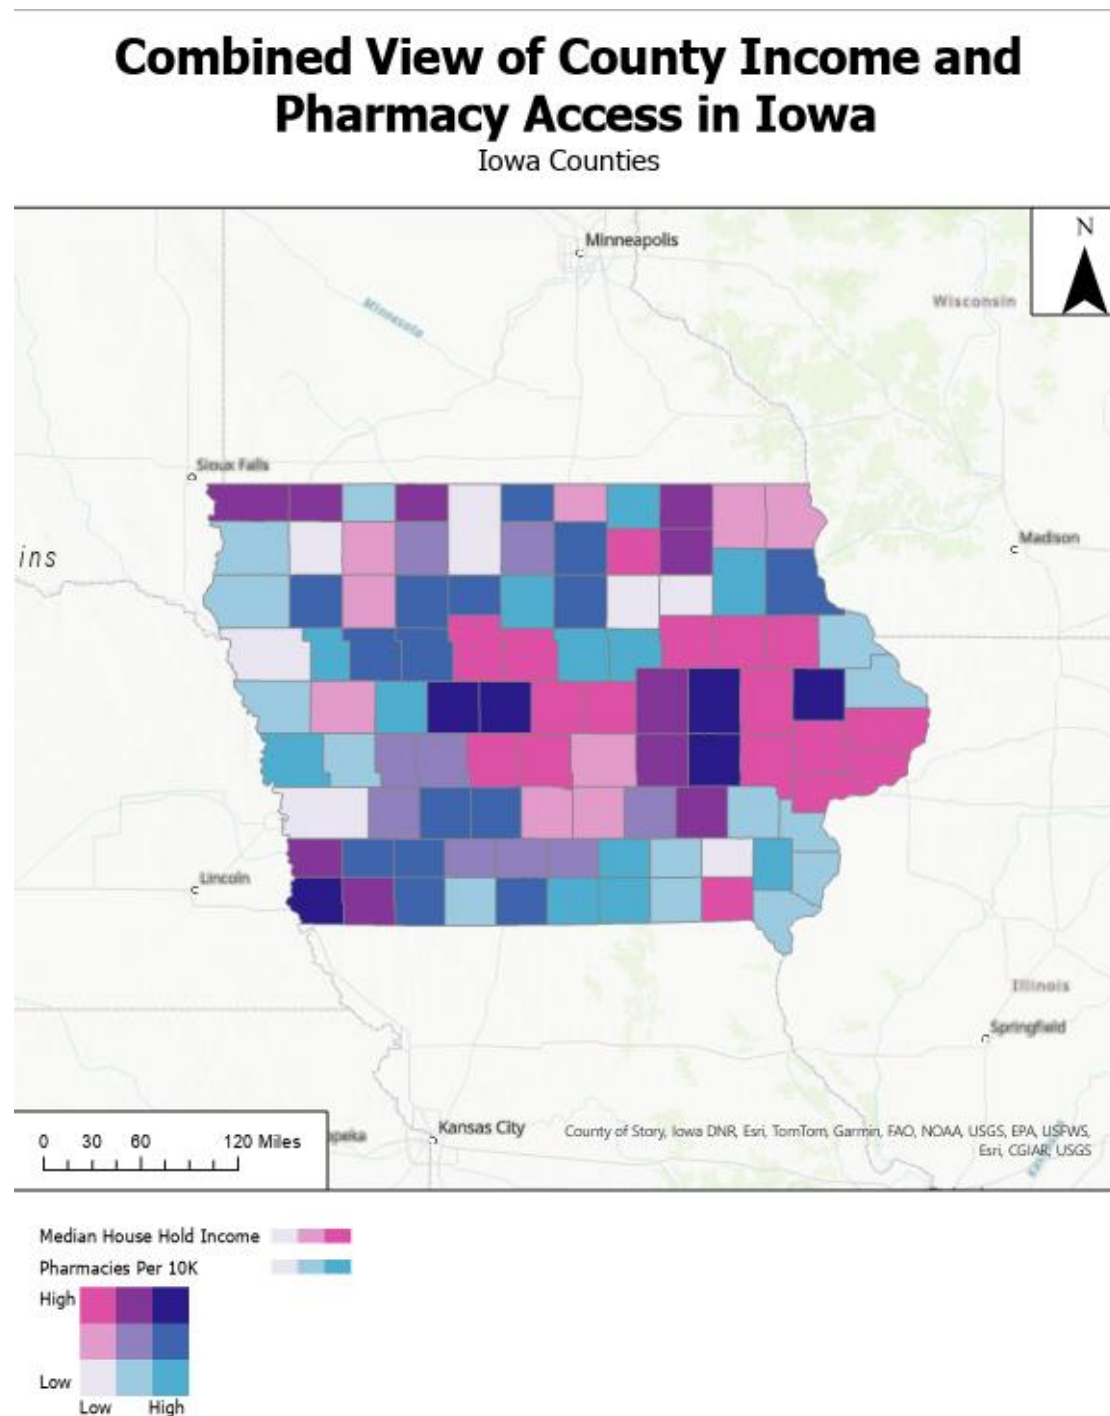 Combined View of County Income and
Pharmacy Access in Iowa
Iowa Counties
N
Minneapolis
Minnesota
Wisconsin
Sioux Falls
ins
Madison
Lincoln
Illinois
Springfield
peka
Kansas City
County of Story, Iowa DNR, Esri, TomTom, Garmin, FAO, NOAA, USGS, EPA, USFWS,
Esri, CGIAR, USGS
0 30 60 120 Miles
Median House Hold Income
Pharmacies Per 10K
High
Low
Low High